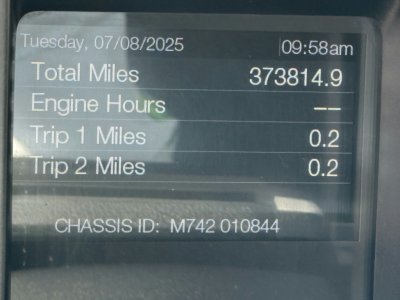 Tuesday, 07/08/2025 09:58am
Total Miles 373814.9
Engine Hours --
Trip 1 Miles 0.2
Trip 2 Miles 0.2
CHASSIS ID: M742 010844